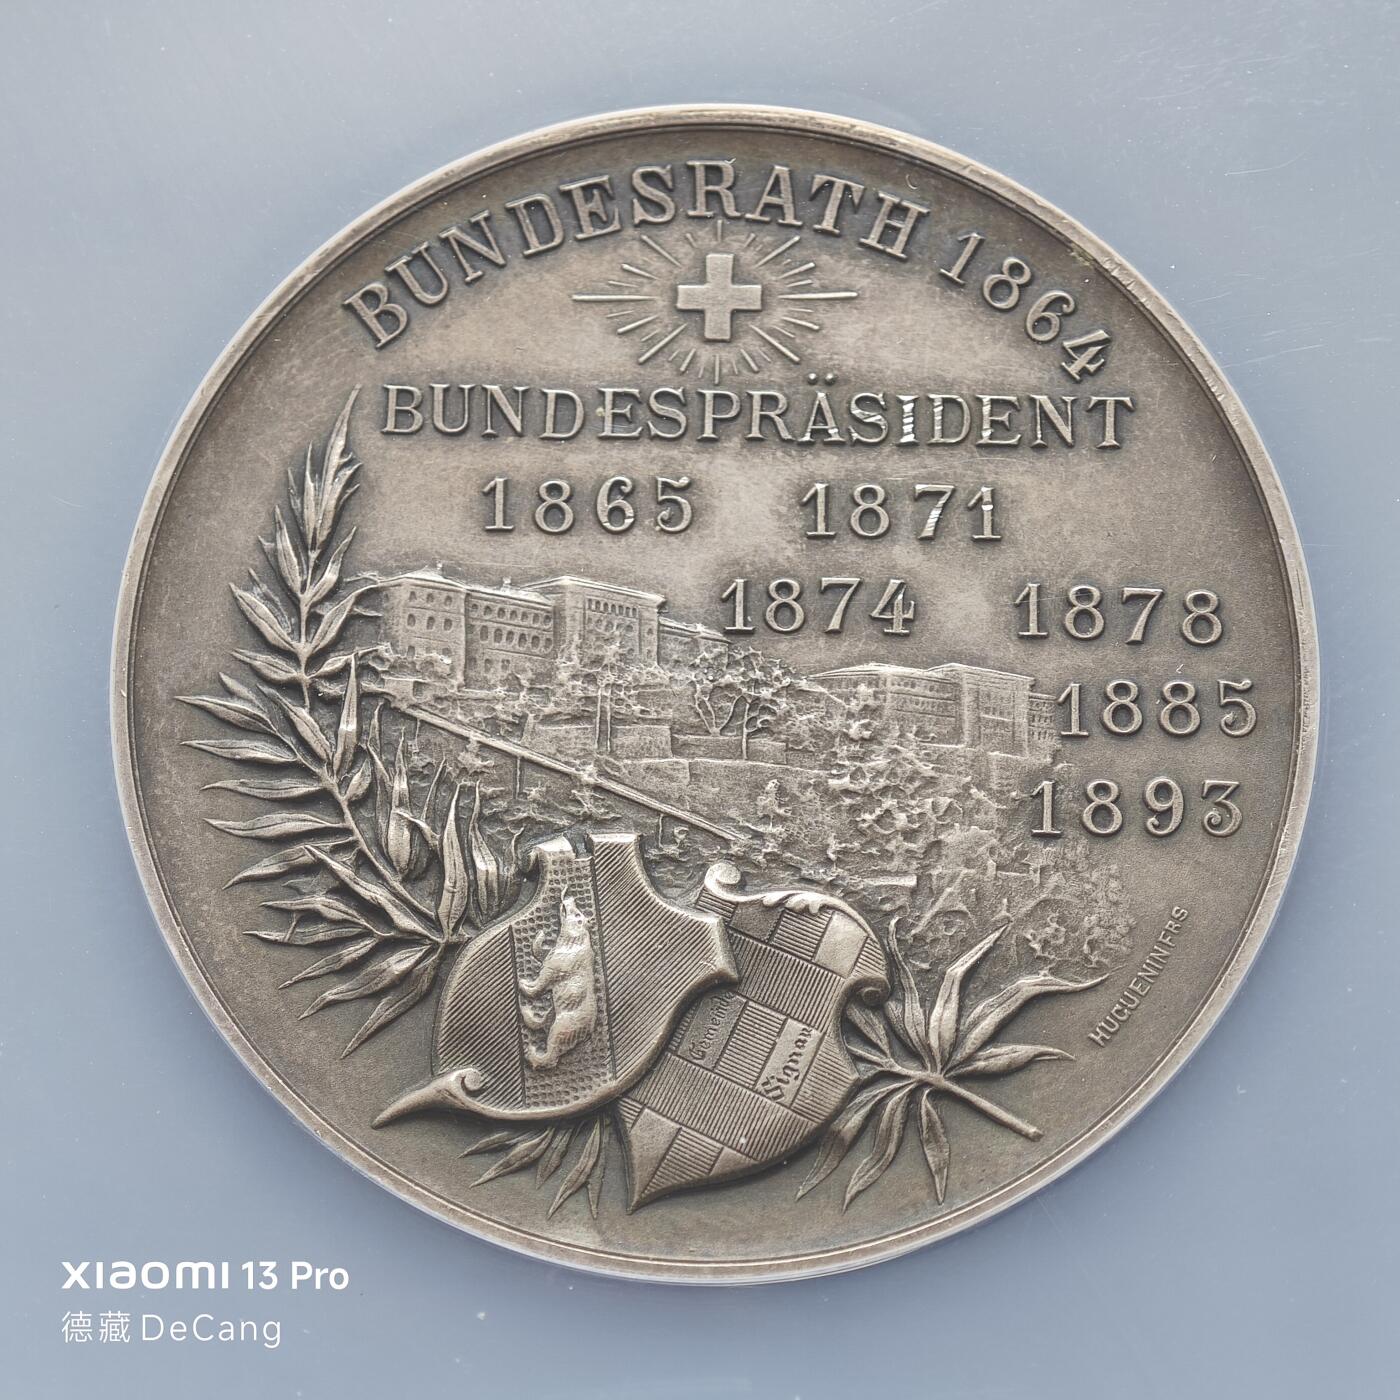 BUNDESRATH 1864
BUNDESPRÄSIDENT
1865 1871
1874 1878
1885
1893
HUGUENIN FRS
Gemeinde
Signau
xiaomi 13 Pro
德藏 DeCang